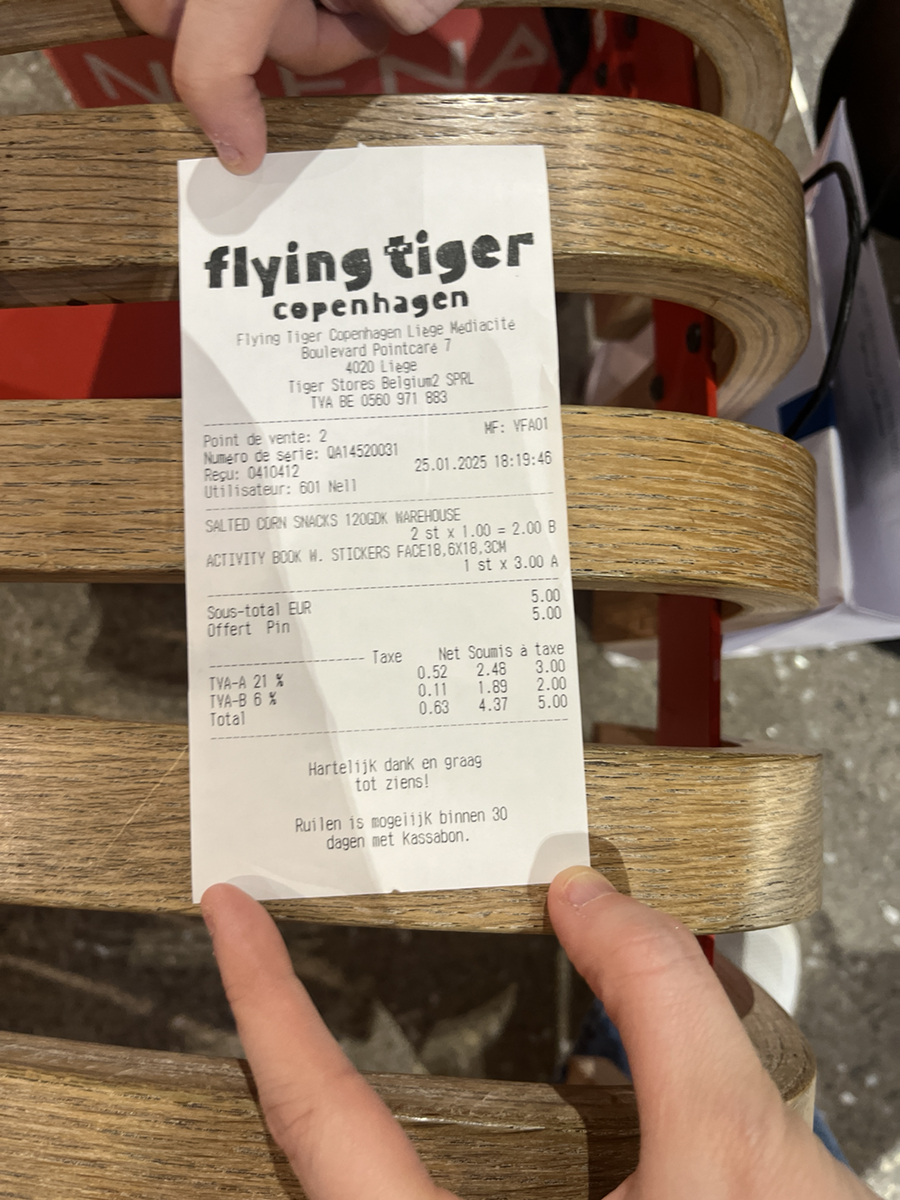 flying tiger
copenhagen
Flying Tiger Copenhagen Liege Mediacité
Boulevard Pointcaré 7
4020 Liege
Tiger Stores Belgium2 SPRL
TVA BE 0560 971 883
Point de vente: 2 MF: YFA01
Numéro de série: QA14520031
Reçu: 0410412 25.01.2025 18:19:46
Utilisateur: 601 Nell
SALTED CORN SNACKS 120GDK WAREHOUSE
2 st x 1.00 = 2.00 B
ACTIVITY BOOK W. STICKERS FACE18,6X18,3CM
1 st x 3.00 A
Sous-total EUR 5.00
Offert Pin 5.00
Taxe Net Soumis à taxe
TVA-A 21 % 0.52 2.48 3.00
TVA-B 6 % 0.11 1.89 2.00
Total 0.63 4.37 5.00
Hartelijk dank en graag
tot ziens!
Ruilen is mogelijk binnen 30
dagen met Kassabon.